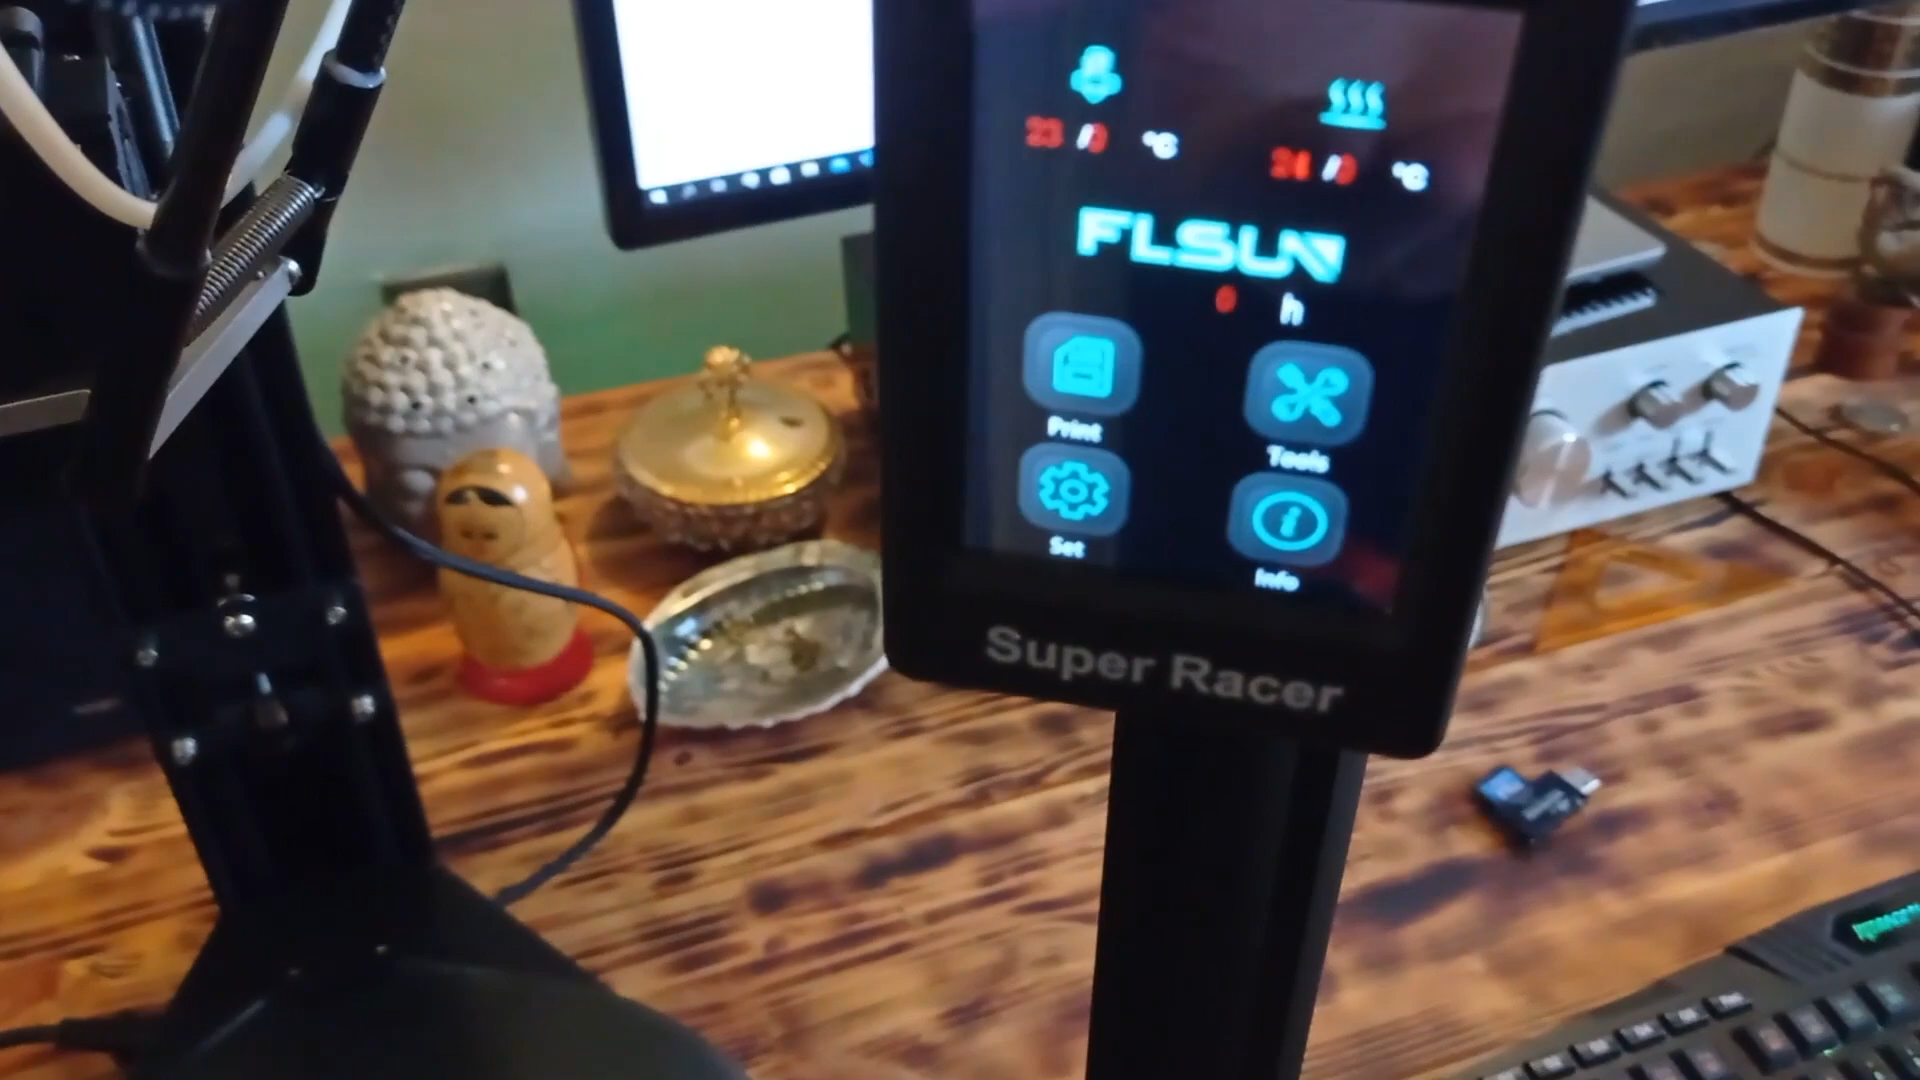 23 /0 °C
24 /0 °C
FLSUN
0 h
Print
Tools
Set
Info
Super Racer